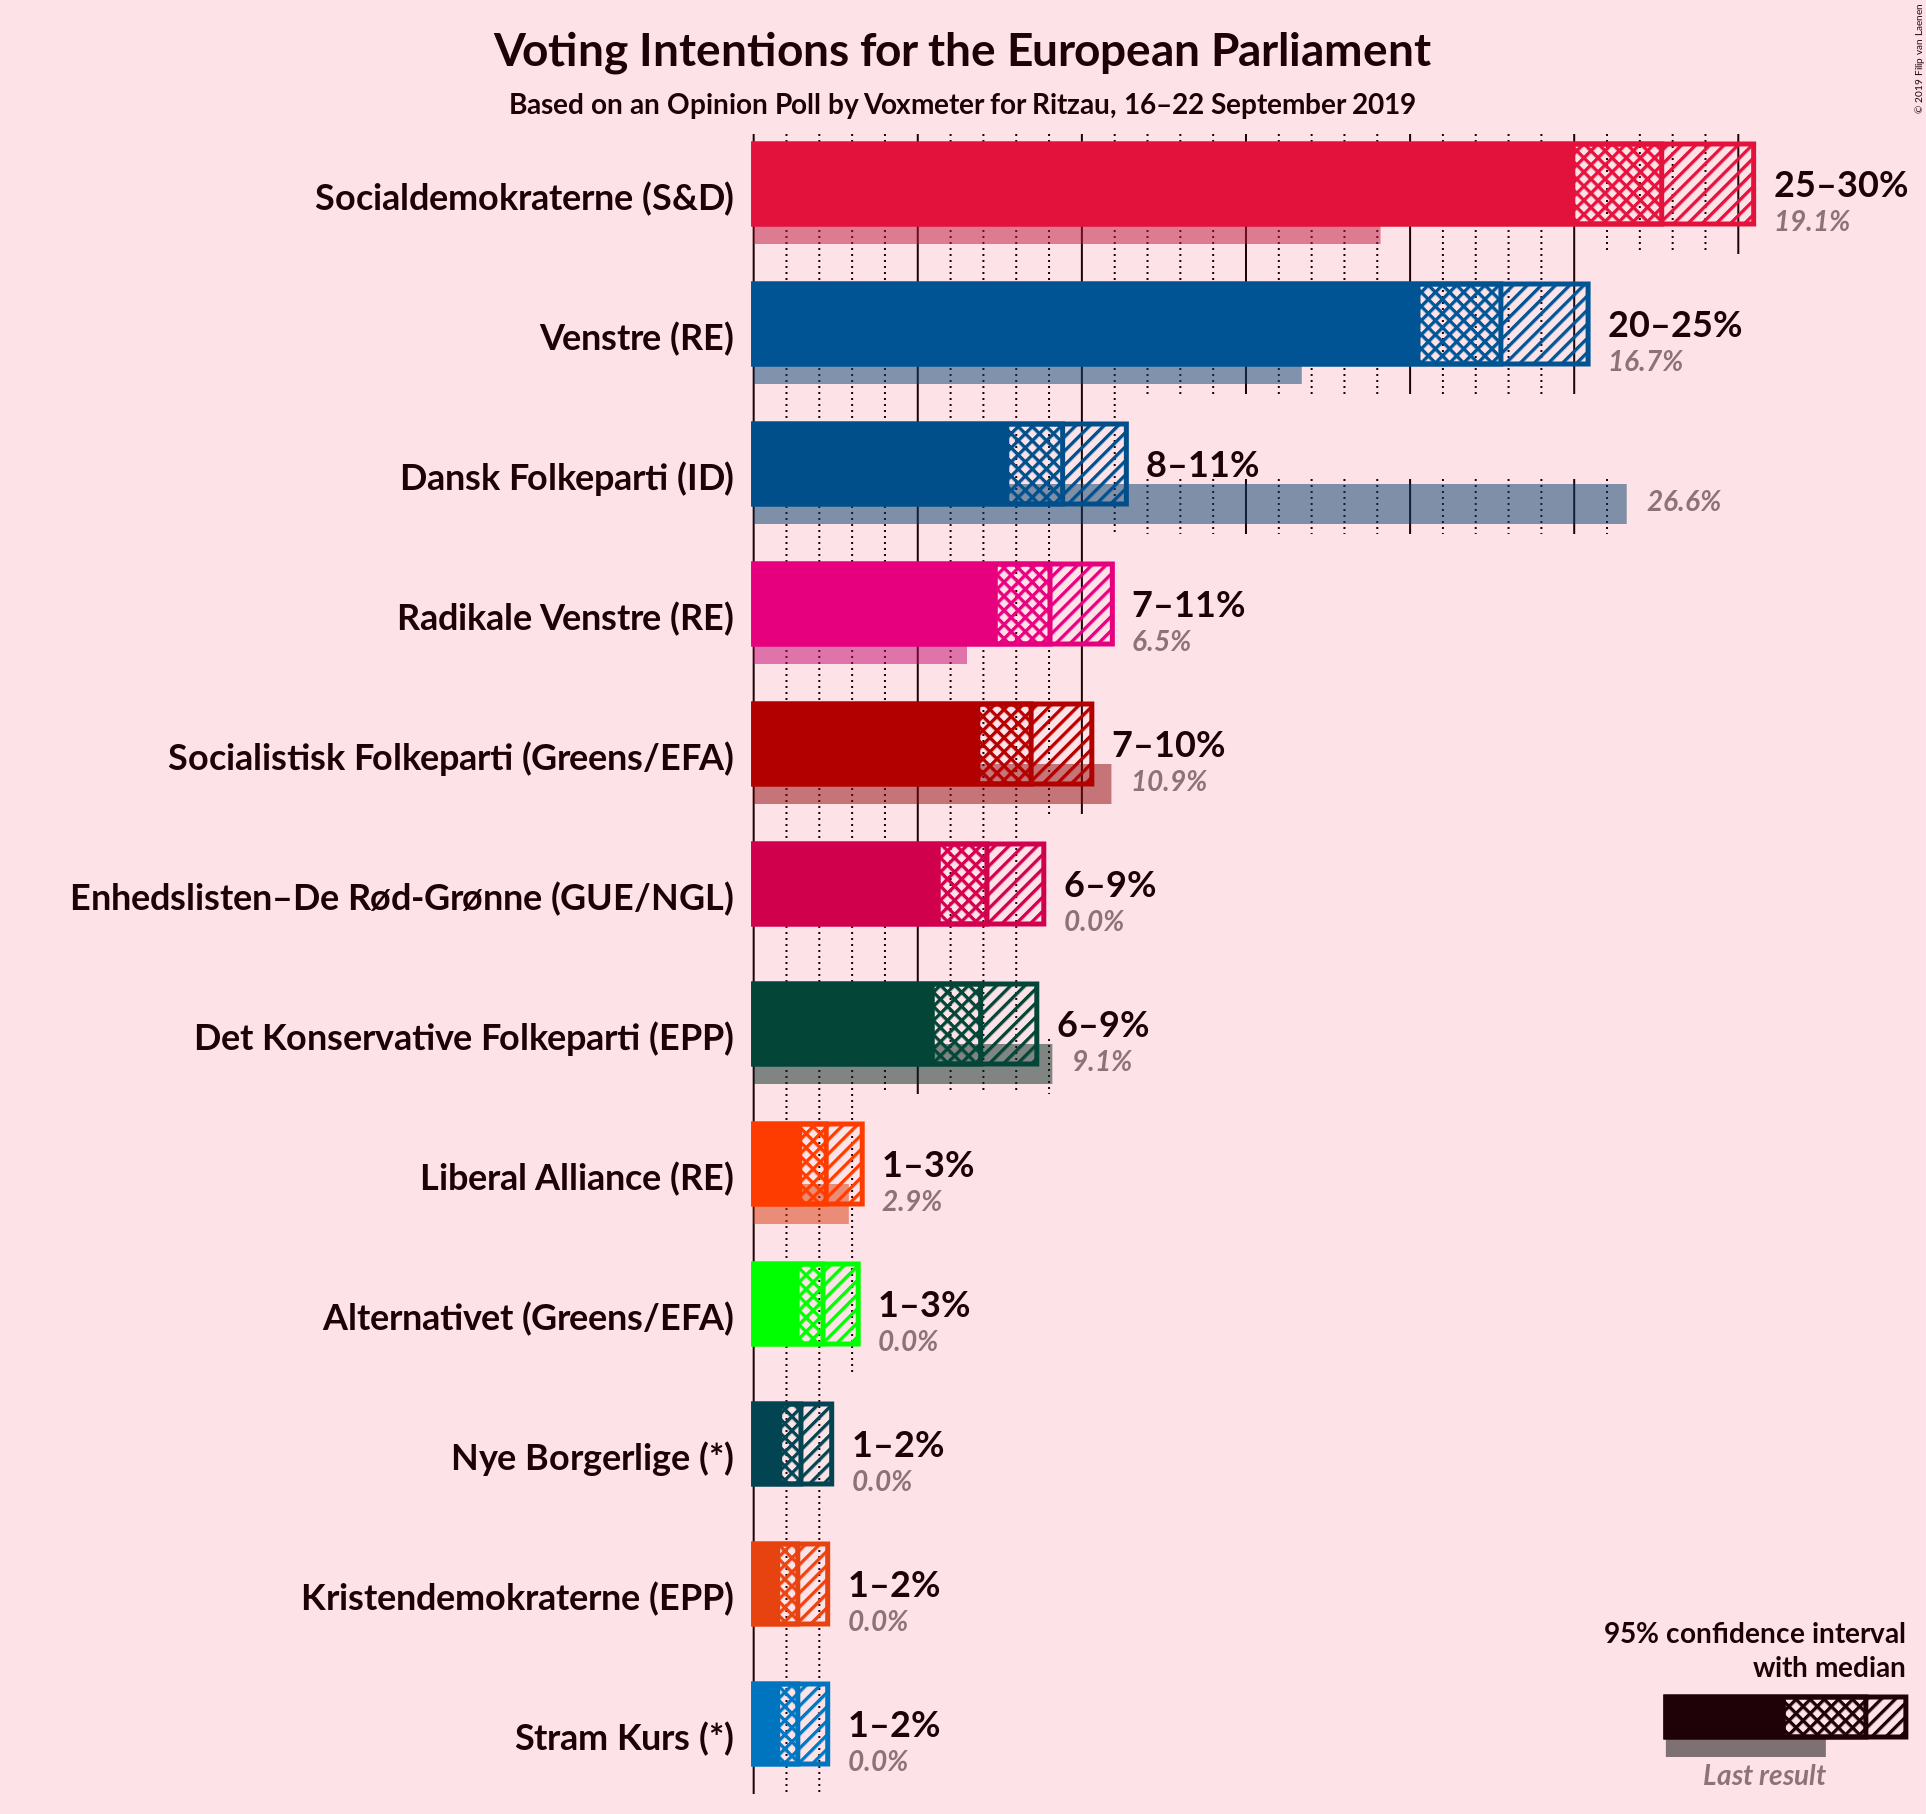 Voting Intentions for the European Parliament
Based on an Opinion Poll by Voxmeter for Ritzau, 16–22 September 2019
© 2019 Filip van Laenen
Socialdemokraterne (S&D)
25–30%
19.1%
Venstre (RE)
20–25%
16.7%
Dansk Folkeparti (ID)
8–11%
26.6%
Radikale Venstre (RE)
7–11%
6.5%
Socialistisk Folkeparti (Greens/EFA)
7–10%
10.9%
Enhedslisten–De Rød-Grønne (GUE/NGL)
6–9%
0.0%
Det Konservative Folkeparti (EPP)
6–9%
9.1%
Liberal Alliance (RE)
1–3%
2.9%
Alternativet (Greens/EFA)
1–3%
0.0%
Nye Borgerlige (*)
1–2%
0.0%
Kristendemokraterne (EPP)
1–2%
0.0%
Stram Kurs (*)
1–2%
0.0%
95% confidence interval
with median
Last result